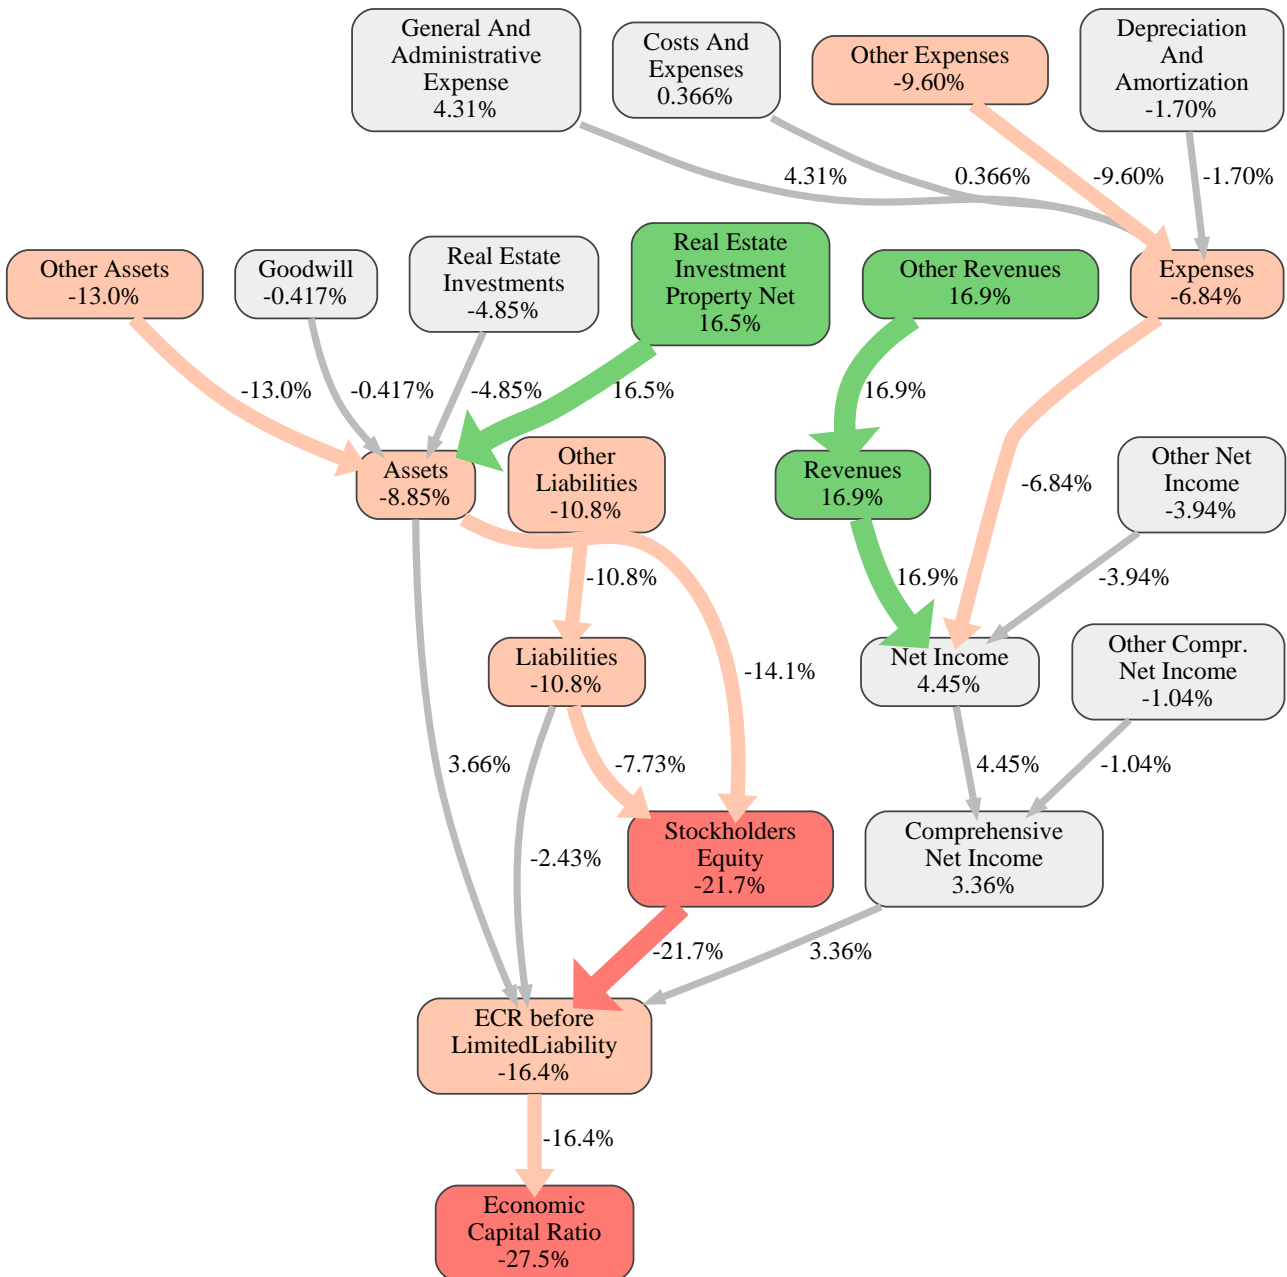 General And
Administrative
Expense
4.31%
Costs And
Expenses
0.366%
Other Expenses
-9.60%
Depreciation
And
Amortization
-1.70%
4.31%
0.366%
-9.60%
-1.70%
Other Assets
-13.0%
Goodwill
-0.417%
Real Estate
Investments
-4.85%
Real Estate
Investment
Property Net
16.5%
Other Revenues
16.9%
Expenses
-6.84%
-13.0%
-0.417%
-4.85%
16.5%
16.9%
-6.84%
Assets
-8.85%
Other
Liabilities
-10.8%
Revenues
16.9%
Other Net
Income
-3.94%
-10.8%
16.9%
-3.94%
Liabilities
-10.8%
-14.1%
Net Income
4.45%
Other Compr.
Net Income
-1.04%
3.66%
-7.73%
4.45%
-1.04%
-2.43%
Stockholders
Equity
-21.7%
Comprehensive
Net Income
3.36%
-21.7%
3.36%
ECR before
LimitedLiability
-16.4%
-16.4%
Economic
Capital Ratio
-27.5%